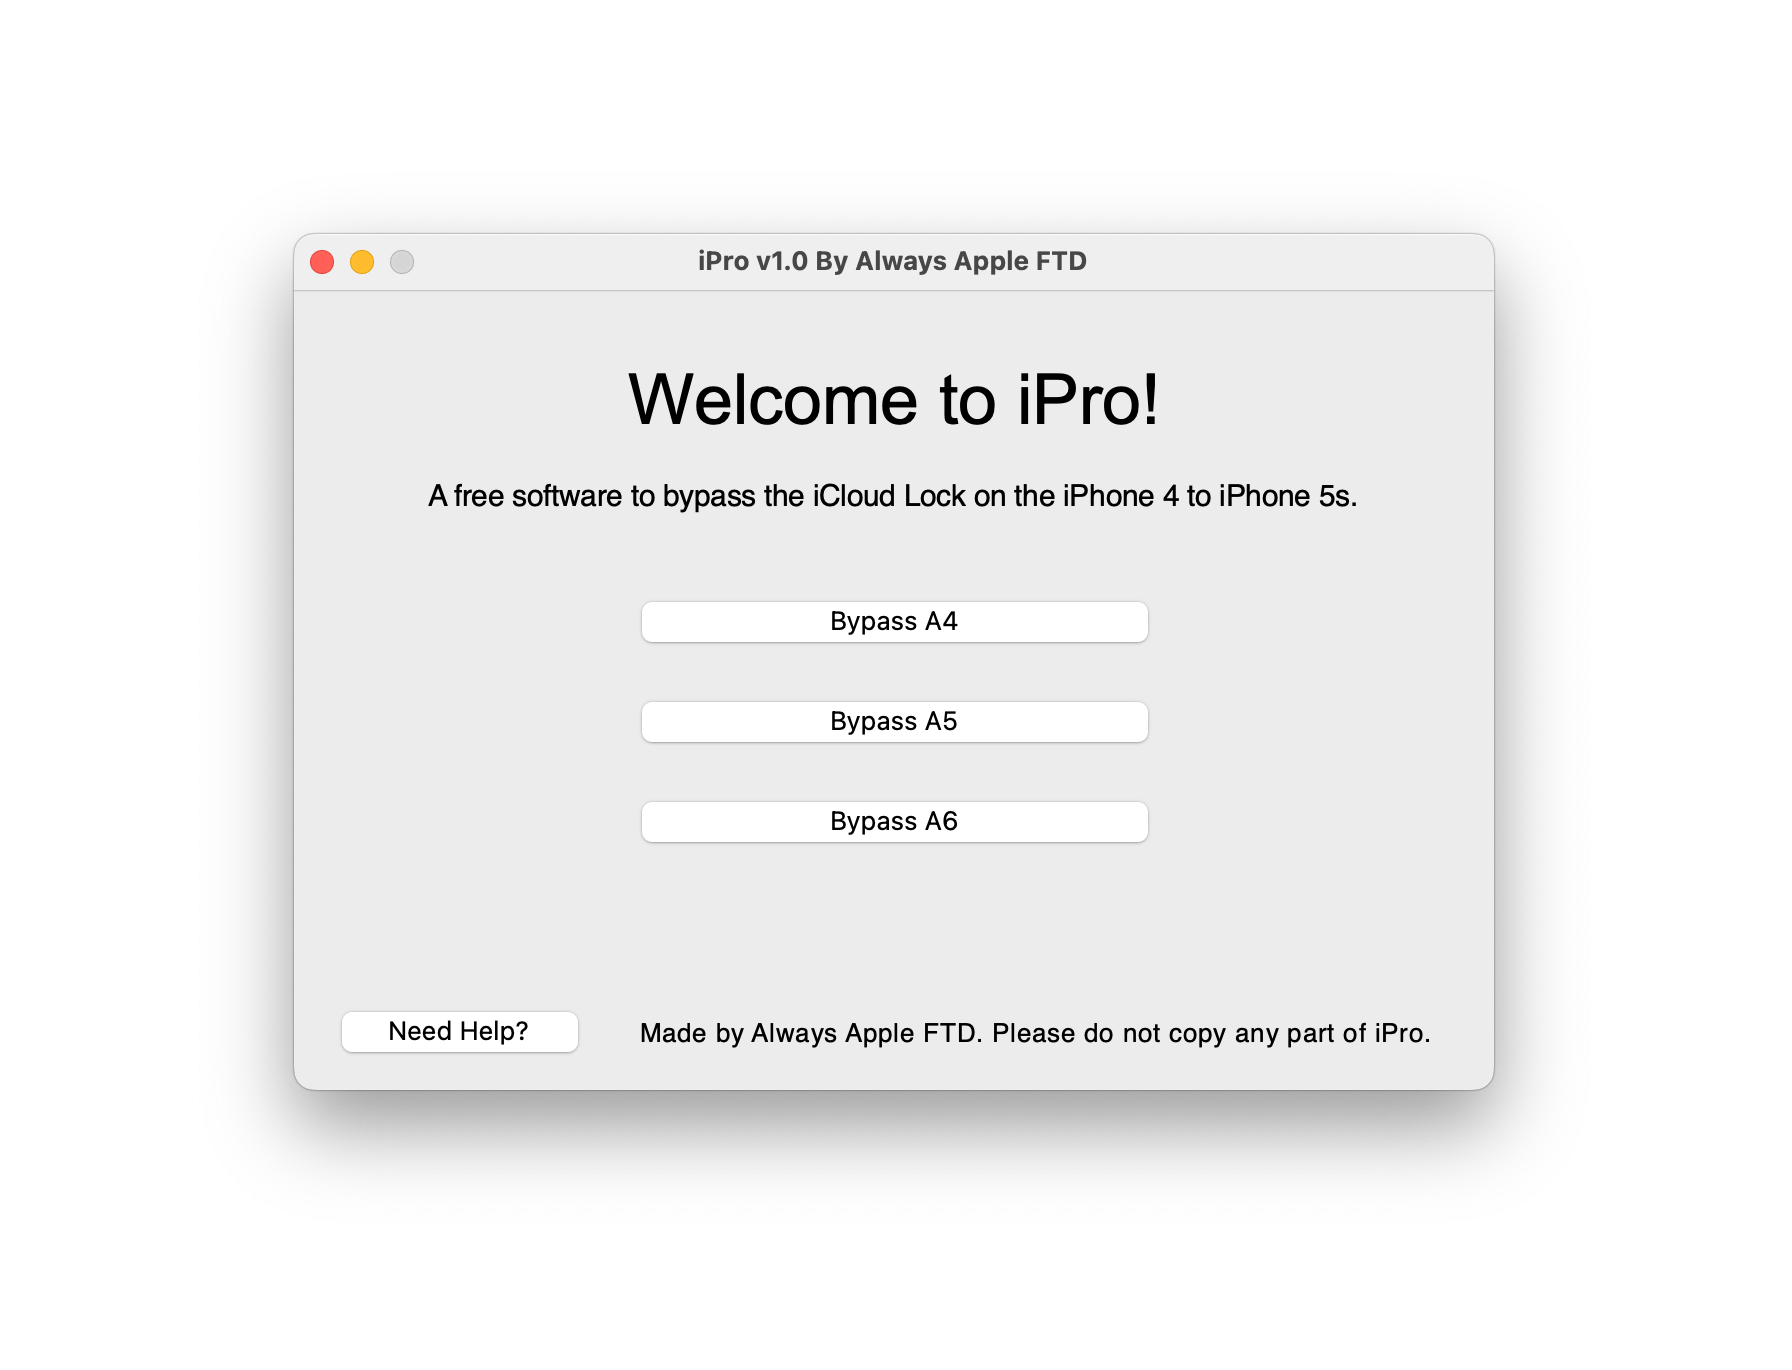 iPro v1.0 By Always Apple FTD
Welcome to iPro!
A free software to bypass the iCloud Lock on the iPhone 4 to iPhone 5s.
Bypass A4
Bypass A5
Bypass A6
Need Help?
Made by Always Apple FTD. Please do not copy any part of iPro.